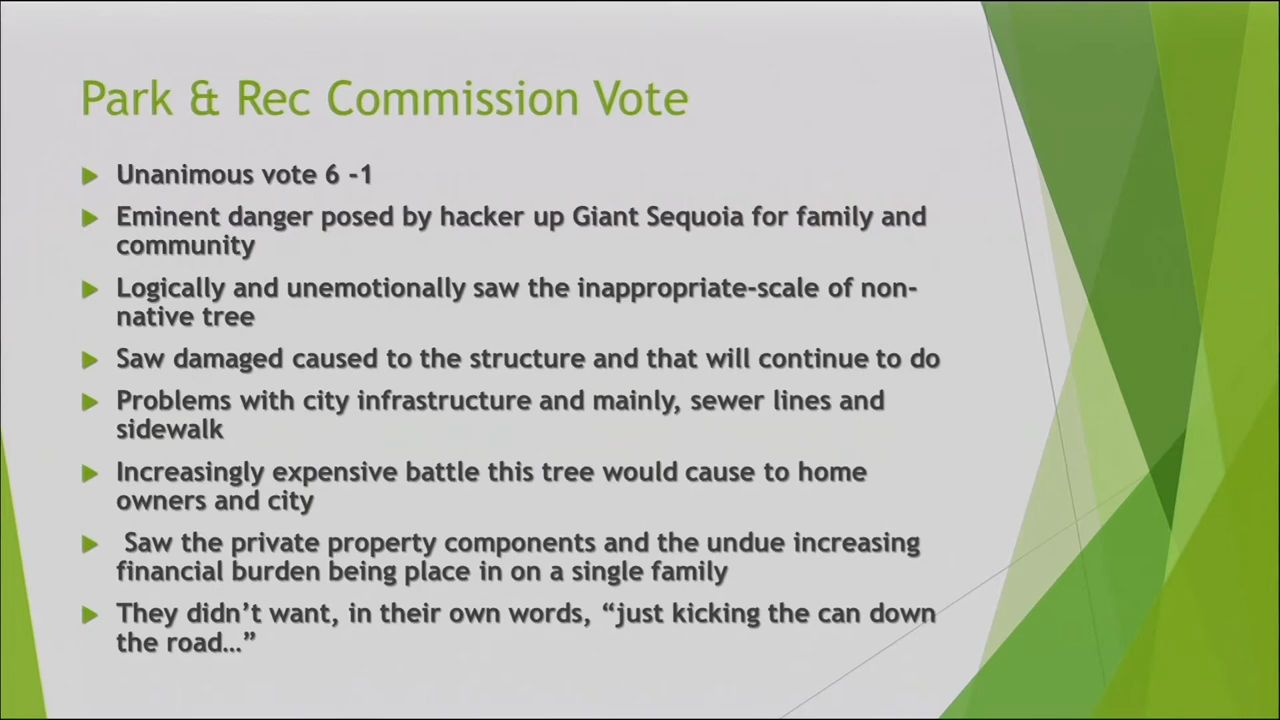 Park & Rec Commission Vote
Unanimous vote 6 -1
Eminent danger posed by hacker up Giant Sequoia for family and
community
Logically and unemotionally saw the inappropriate-scale of non-
native tree
Saw damaged caused to the structure and that will continue to do
Problems with city infrastructure and mainly, sewer lines and
sidewalk
Increasingly expensive battle this tree would cause to home
owners and city
Saw the private property components and the undue increasing
financial burden being place in on a single family
They didn’t want, in their own words, “just kicking the can down
the road…”